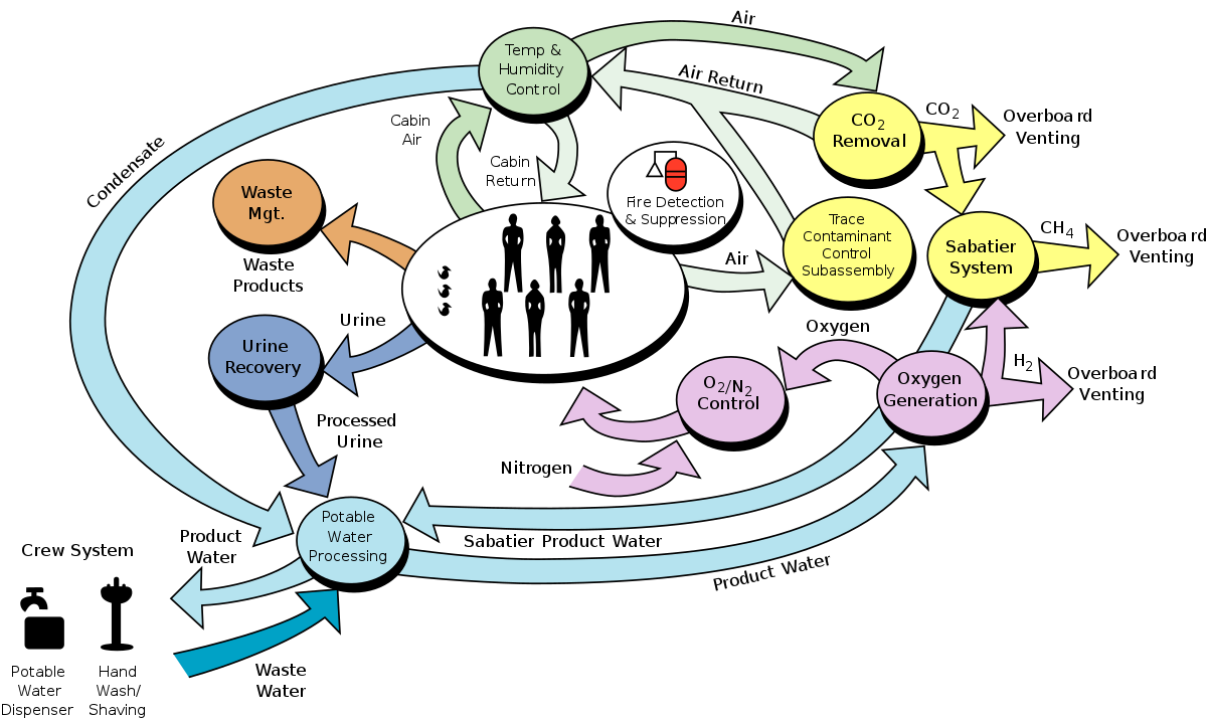 Air
Temp &
Humidity
Control
Air Return
CO2
Removal
CO2
Overboard
Venting
Cabin
Air
Cabin
Return
Condensate
Waste
Mgt.
Waste
Products
Fire Detection
& Suppression
Trace
Contaminant
Control
Subassembly
Air
Sabatier
System
CH4
Overboard
Venting
Urine
Urine
Recovery
Processed
Urine
Oxygen
O2/N2
Control
Oxygen
Generation
H2
Overboard
Venting
Nitrogen
Potable
Water
Processing
Sabatier Product Water
Product Water
Product
Water
Crew System
Potable
Water
Dispenser
Hand
Wash/
Shaving
Waste
Water